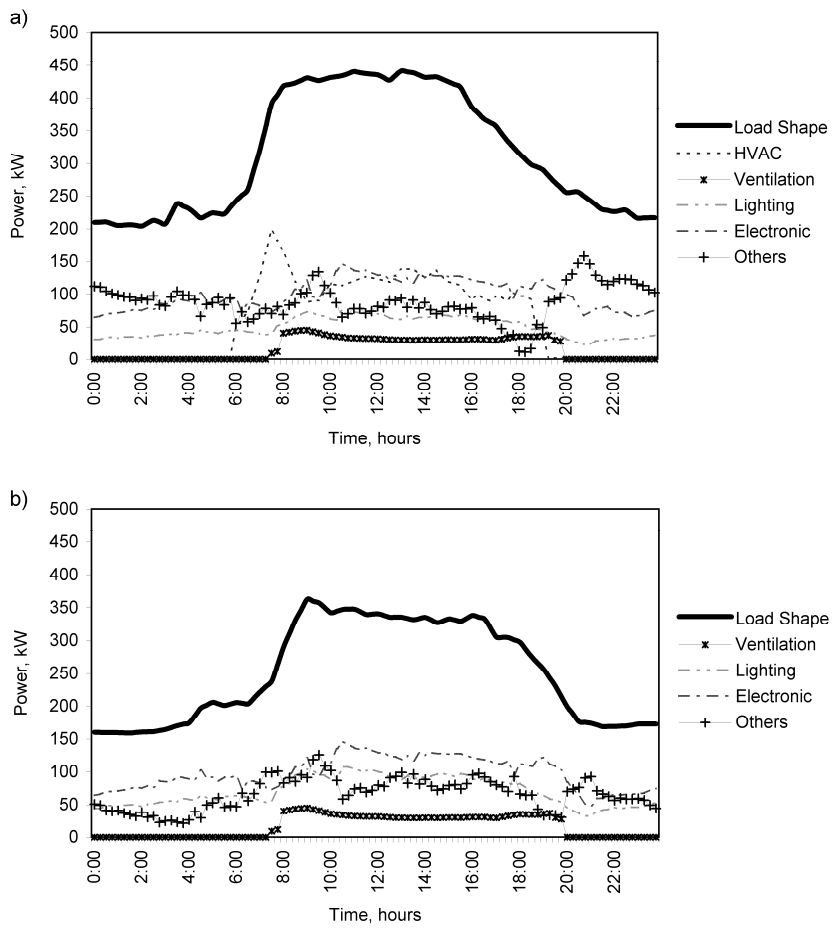 a)
500
450
400
350
300
250
200
150
100
50
0
Power, kW
0:00
2:00
4:00
6:00
8:00
10:00
12:00
14:00
16:00
18:00
20:00
22:00
Time, hours
Load Shape
HVAC
Ventilation
Lighting
Electronic
Others
b)
500
450
400
350
300
250
200
150
100
50
0
Power, kW
0:00
2:00
4:00
6:00
8:00
10:00
12:00
14:00
16:00
18:00
20:00
22:00
Time, hours
Load Shape
Ventilation
Lighting
Electronic
Others